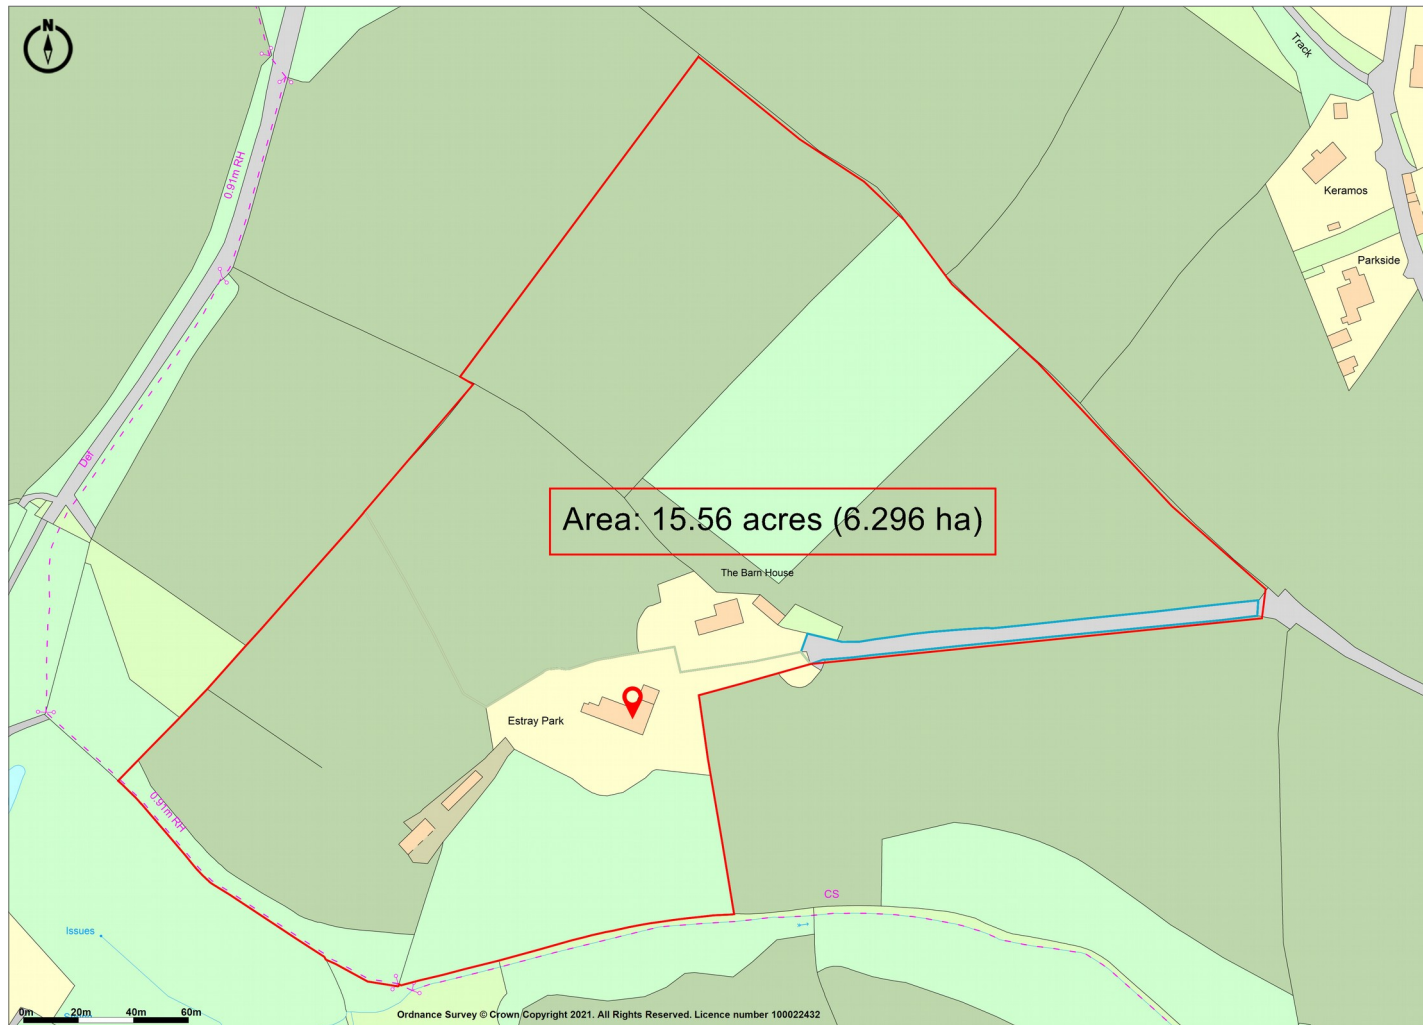 N
Track
0.91m RH
Keramos
Parkside
Def
Area: 15.56 acres (6.296 ha)
The Barn House
Estray Park
0.91m RH
CS
Issues
0m 20m 40m 60m
Ordnance Survey © Crown Copyright 2021. All Rights Reserved. Licence number 100022432